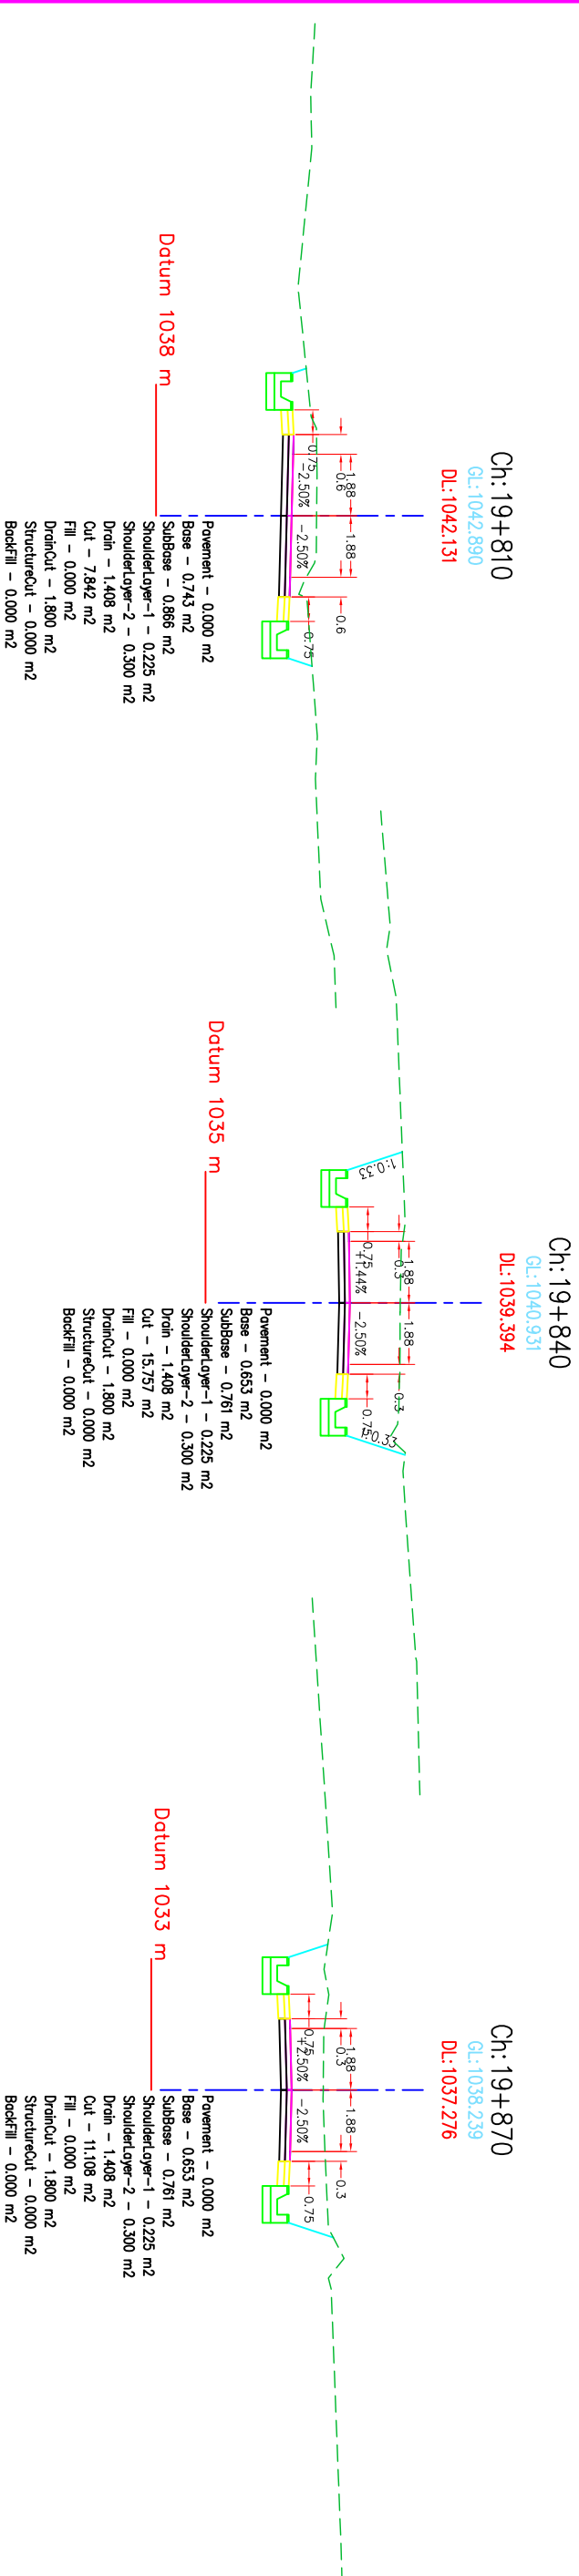 Ch:19+810
GL:1042.890
DL:1042.131
1.88
1.88
0.6
0.6
0.75
0.75
-2.50%
-2.50%
Datum 1038 m
Pavement - 0.000 m2
Base - 0.743 m2
SubBase - 0.866 m2
ShoulderLayer-1 - 0.225 m2
ShoulderLayer-2 - 0.300 m2
Drain - 1.408 m2
Cut - 7.842 m2
Fill - 0.000 m2
DrainCut - 1.800 m2
StructureCut - 0.000 m2
BackFill - 0.000 m2
Ch:19+840
GL:1040.931
DL:1039.394
1.88
1.88
0.3
0.3
0.75
0.75
1:0.33
1:0.33
+1.44%
-2.50%
Datum 1035 m
Pavement - 0.000 m2
Base - 0.653 m2
SubBase - 0.761 m2
ShoulderLayer-1 - 0.225 m2
ShoulderLayer-2 - 0.300 m2
Drain - 1.408 m2
Cut - 15.757 m2
Fill - 0.000 m2
DrainCut - 1.800 m2
StructureCut - 0.000 m2
BackFill - 0.000 m2
Ch:19+870
GL:1038.239
DL:1037.276
1.88
1.88
0.3
0.3
0.75
0.75
+2.50%
-2.50%
Datum 1033 m
Pavement - 0.000 m2
Base - 0.653 m2
SubBase - 0.761 m2
ShoulderLayer-1 - 0.225 m2
ShoulderLayer-2 - 0.300 m2
Drain - 1.408 m2
Cut - 11.108 m2
Fill - 0.000 m2
DrainCut - 1.800 m2
StructureCut - 0.000 m2
BackFill - 0.000 m2